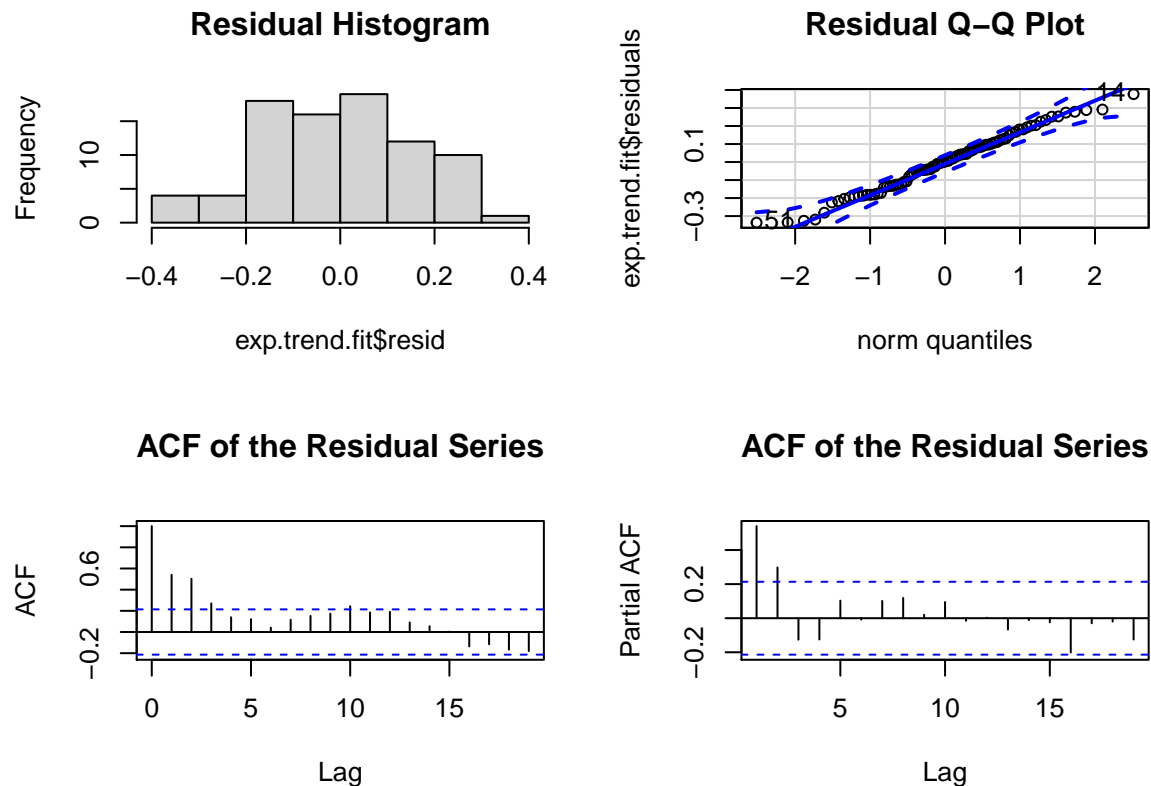 Residual Histogram
Frequency
0
10
−0.4
−0.2
0.0
0.2
0.4
exp.trend.fit$resid
Residual Q−Q Plot
exp.trend.fit$residuals
−0.3
0.1
14
51
−2
−1
0
1
2
norm quantiles
ACF of the Residual Series
ACF
−0.2
0.6
0
5
10
15
Lag
ACF of the Residual Series
Partial ACF
−0.2
0.2
5
10
15
Lag